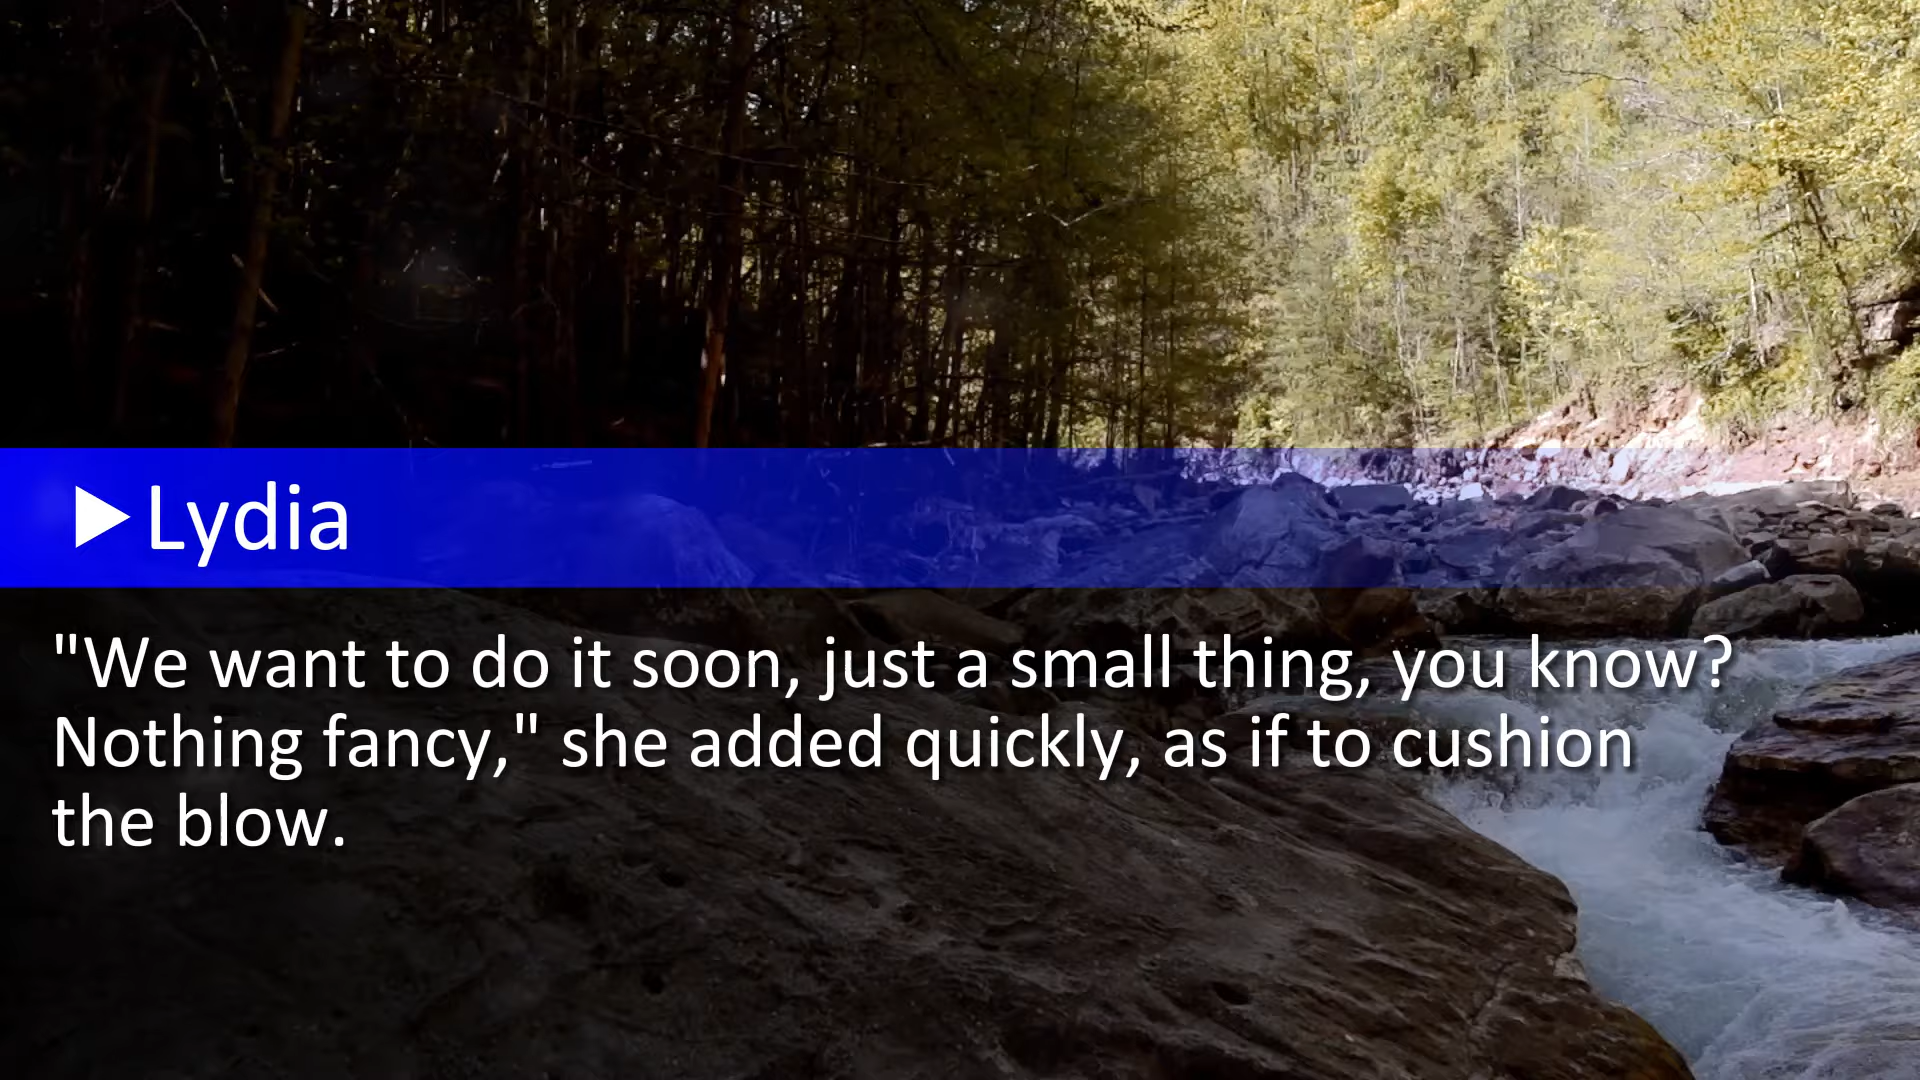 Lydia
"We want to do it soon, just a small thing, you know?
Nothing fancy," she added quickly, as if to cushion
the blow.